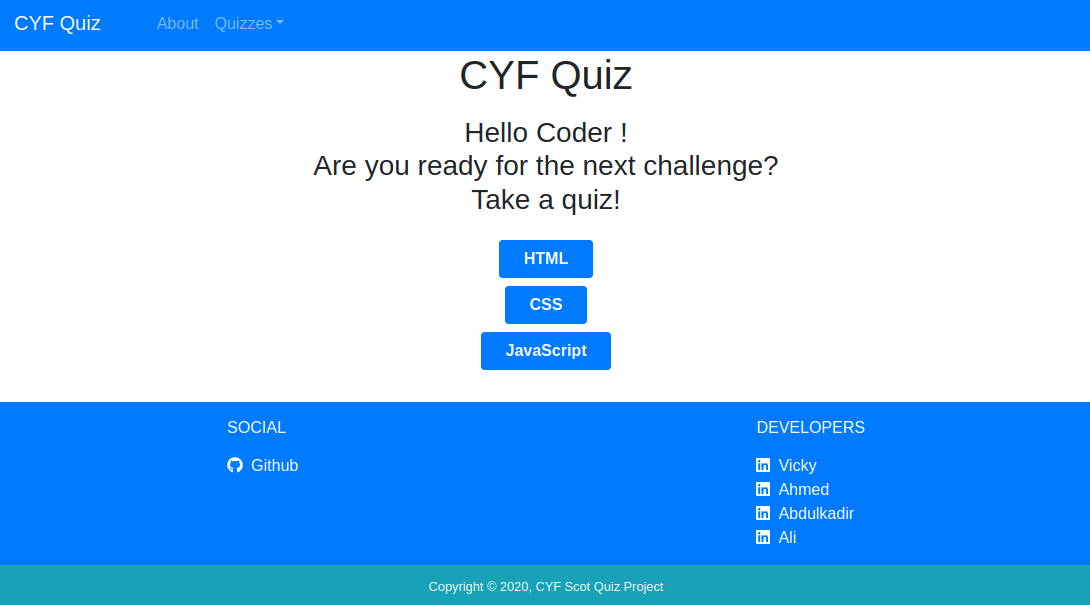 CYF Quiz About Quizzes
CYF Quiz
Hello Coder !
Are you ready for the next challenge?
Take a quiz!
HTML
CSS
JavaScript
SOCIAL
Github
DEVELOPERS
Vicky
Ahmed
Abdulkadir
Ali
Copyright © 2020, CYF Scot Quiz Project